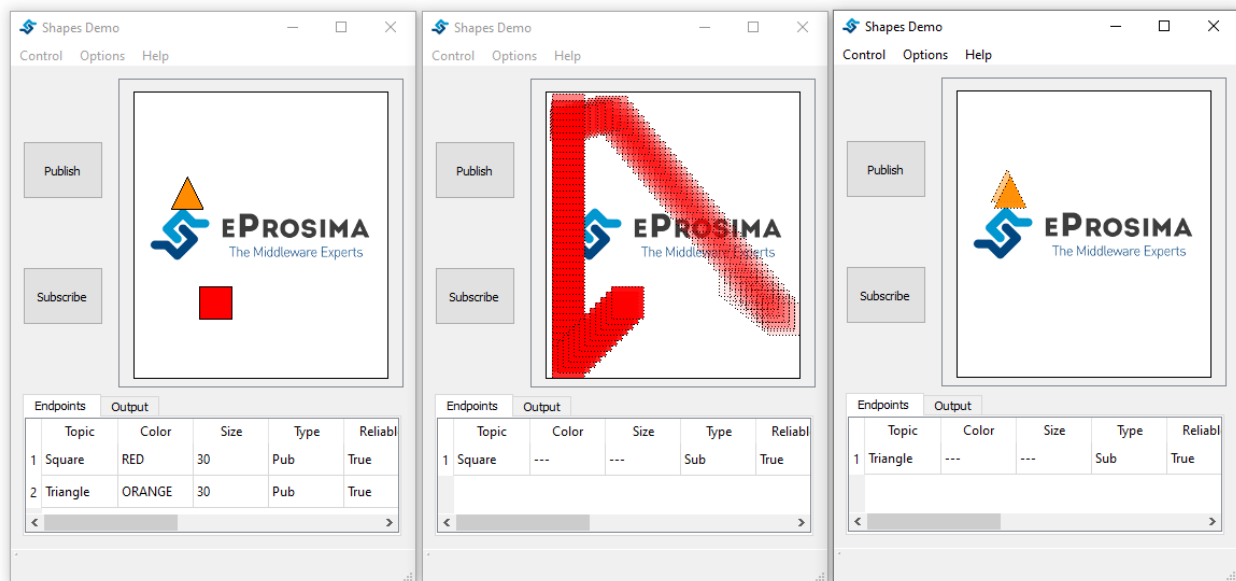 Shapes Demo
Control Options Help
Publish
ePROSIMA
The Middleware Experts
Subscribe
Endpoints Output
Topic Color Size Type Reliabl
1 Square RED 30 Pub True
2 Triangle ORANGE 30 Pub True
Shapes Demo
Control Options Help
Publish
ePROSIMA
The Middleware Experts
Subscribe
Endpoints Output
Topic Color Size Type Reliabl
1 Square --- --- Sub True
Shapes Demo
Control Options Help
Publish
ePROSIMA
The Middleware Experts
Subscribe
Endpoints Output
Topic Color Size Type Reliabl
1 Triangle --- --- Sub True